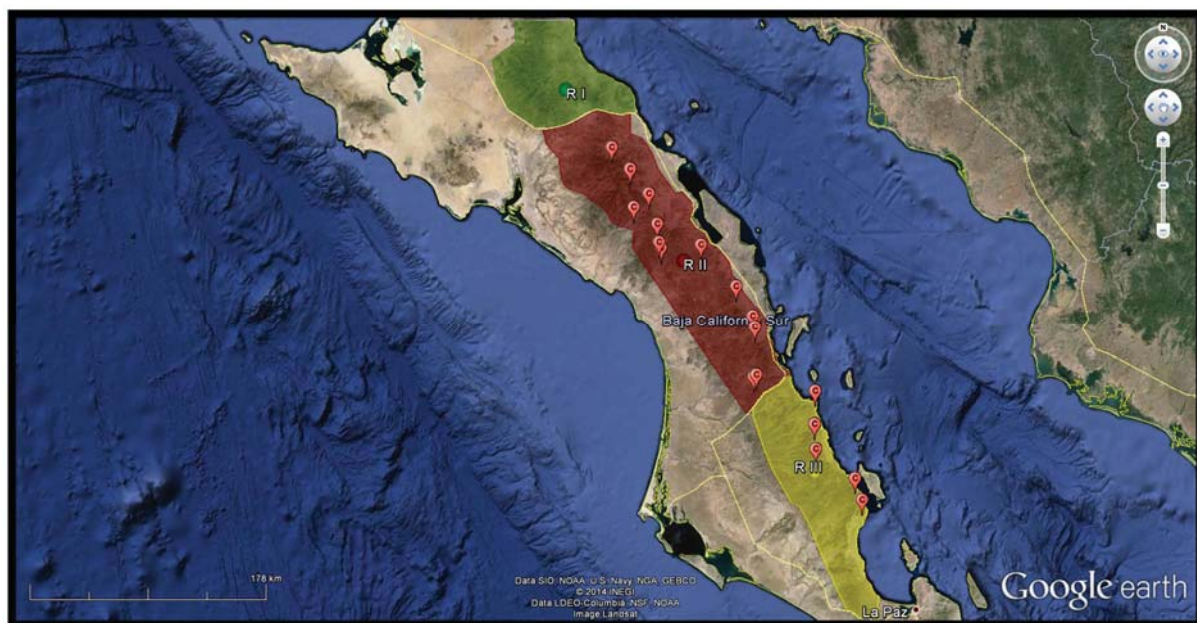 N
R I
C
C
C
C
C
C
C
C
R II
C
C
Baja Californ Sur
C
C
C
C
C
C
R III
C
C
178 km
Data SIO, NOAA, U.S. Navy, NGA, GEBCO
© 2014 INEGI
Data LDEO-Columbia, NSF, NOAA
Image Landsat
Google earth
La Paz